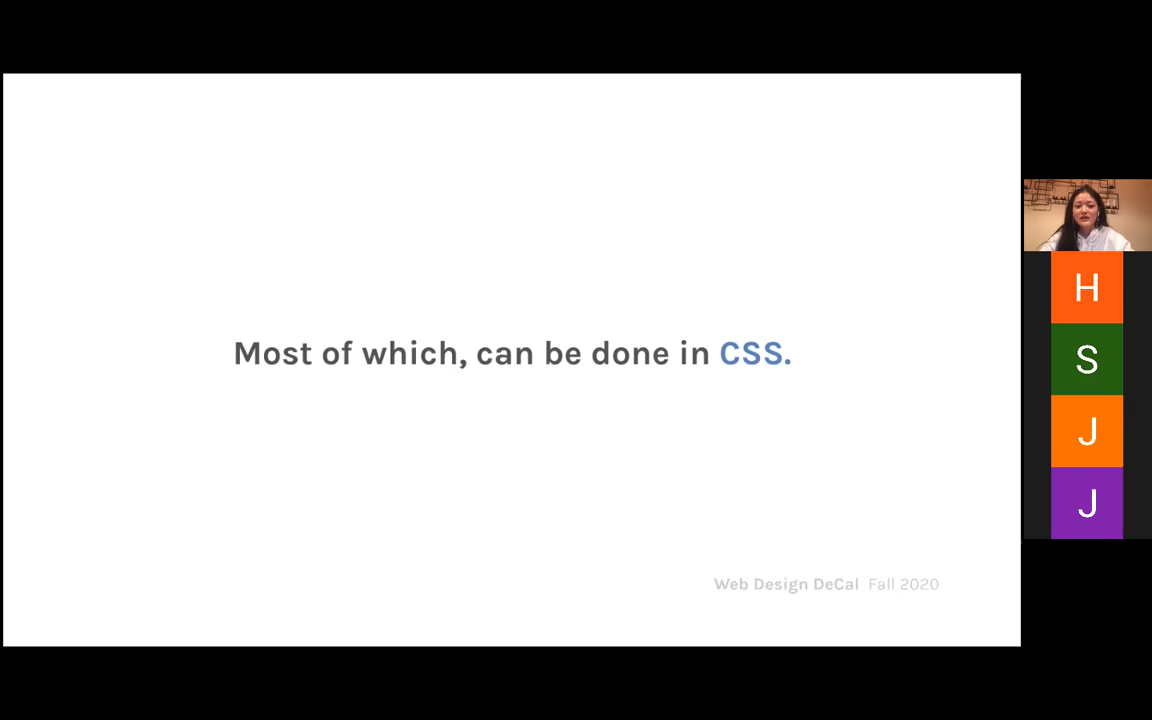 Most of which, can be done in CSS.
Web Design DeCal Fall 2020
H
S
J
J